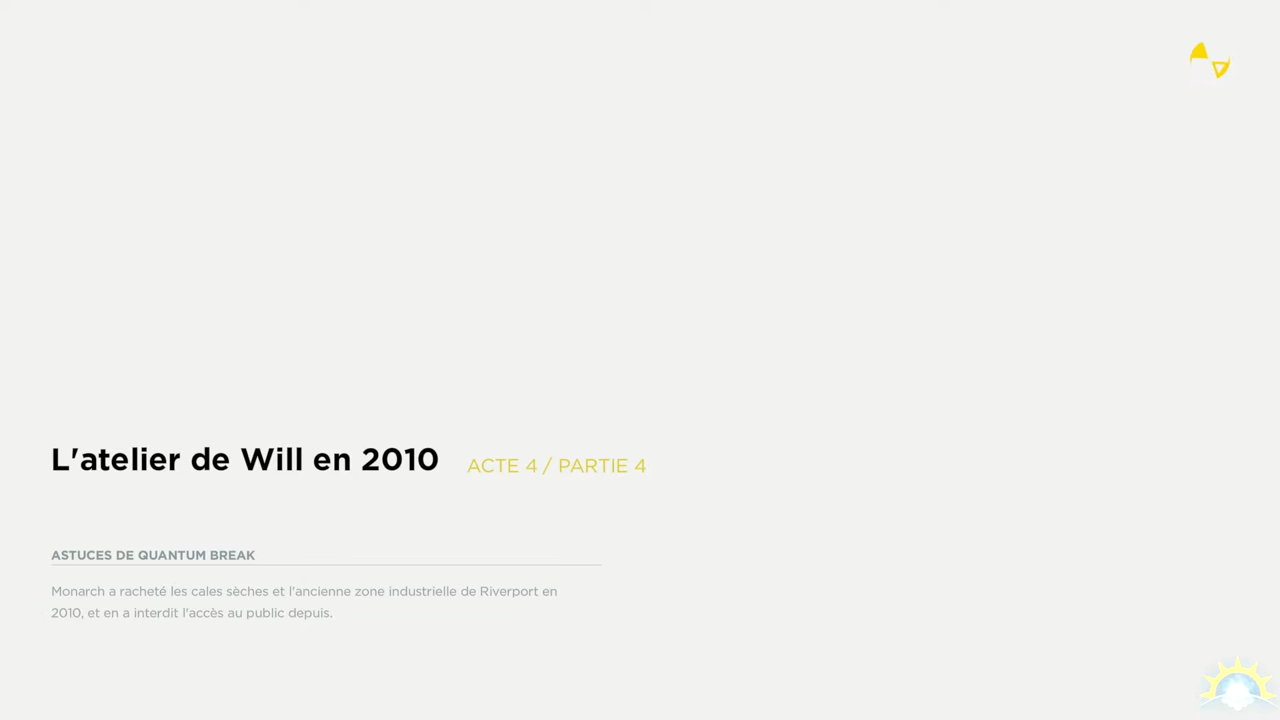 L'atelier de Will en 2010 ACTE 4 / PARTIE 4
ASTUCES DE QUANTUM BREAK
Monarch a racheté les cales sèches et l'ancienne zone industrielle de Riverport en
2010, et en a interdit l'accès au public depuis.